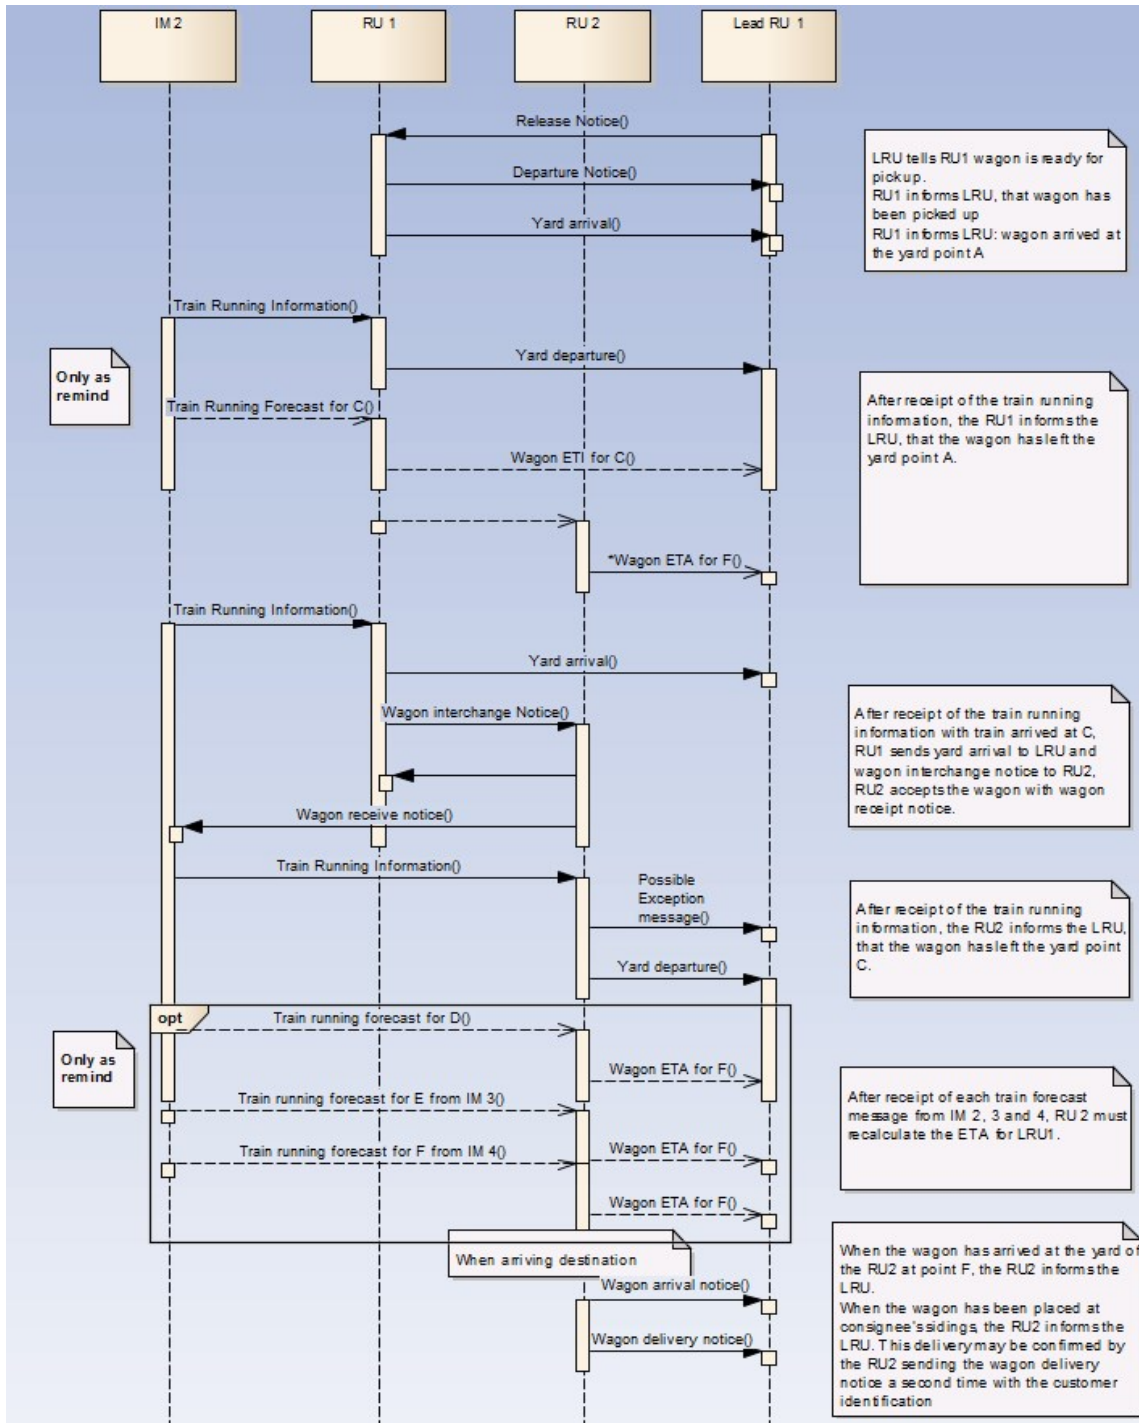 IM 2
RU 1
RU 2
Lead RU 1
Release Notice()
Departure Notice()
Yard arrival()
LRU tells RU1 wagon is ready for
pickup.
RU1 informs LRU, that wagon has
been picked up
RU1 informs LRU: wagon arrived at
the yard point A
Train Running Information()
Yard departure()
Only as
remind
Train Running Forecast for C()
Wagon ETI for C()
After receipt of the train running
information, the RU1 informs the
LRU, that the wagon has left the
yard point A.
*Wagon ETA for F()
Train Running Information()
Yard arrival()
Wagon interchange Notice()
After receipt of the train running
information with train arrived at C,
RU1 sends yard arrival to LRU and
wagon interchange notice to RU2,
RU2 accepts the wagon with wagon
receipt notice.
Wagon receive notice()
Train Running Information()
Possible
Exception
message()
Yard departure()
After receipt of the train running
information, the RU2 informs the LRU,
that the wagon has left the yard point
C.
opt
Train running forecast for D()
Only as
remind
Wagon ETA for F()
Train running forecast for E from IM 3()
After receipt of each train forecast
message from IM 2, 3 and 4, RU 2 must
recalculate the ETA for LRU1.
Train running forecast for F from IM 4()
Wagon ETA for F()
Wagon ETA for F()
When arriving destination
Wagon arrival notice()
Wagon delivery notice()
When the wagon has arrived at the yard of
the RU2 at point F, the RU2 informs the
LRU.
When the wagon has been placed at
consignee's sidings, the RU2 informs the
LRU. This delivery may be confirmed by
the RU2 sending the wagon delivery
notice a second time with the customer
identification